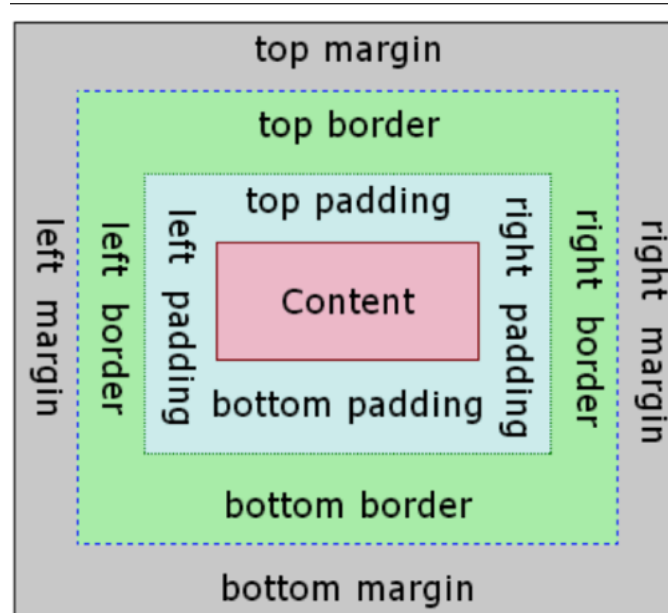 top margin
top border
top padding
left margin
left border
left padding
Content
right padding
right border
right margin
bottom padding
bottom border
bottom margin